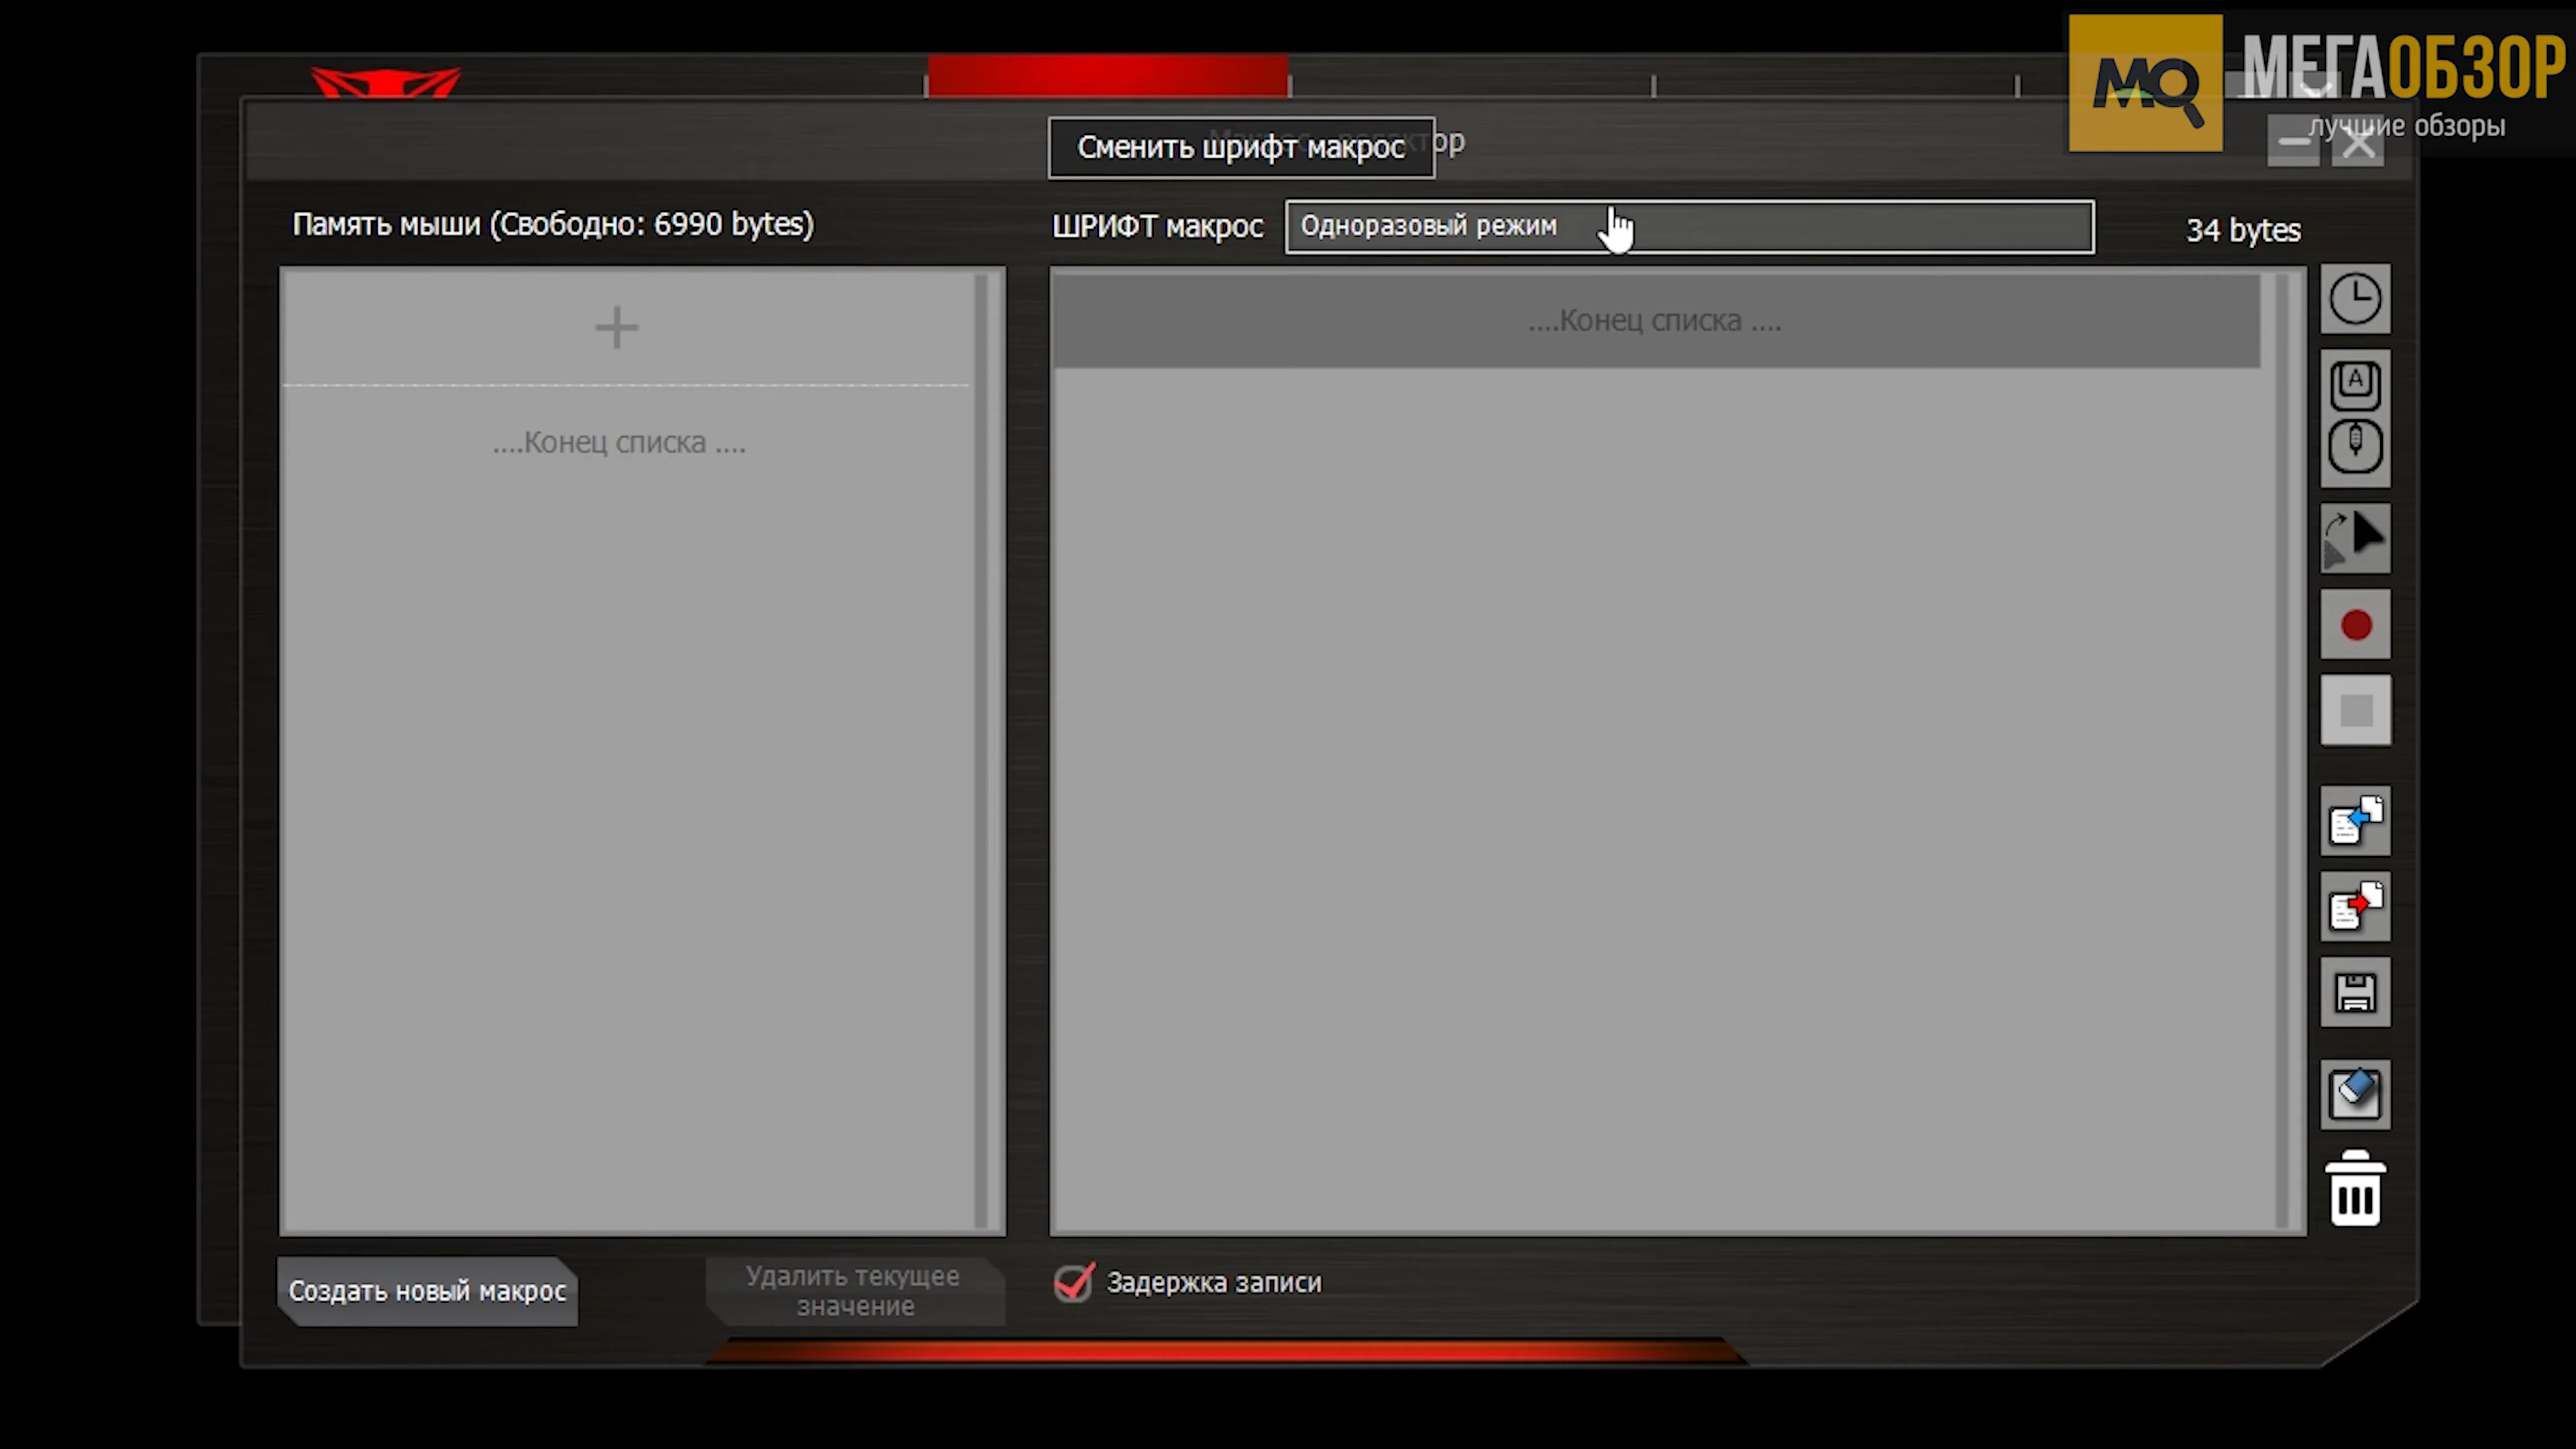 МЕГАОБЗОР
лучшие обзоры
Сменить шрифт макрос
Память мыши (Свободно: 6990 bytes)
ШРИФТ макрос
Одноразовый режим
34 bytes
+
....Конец списка ....
....Конец списка ....
A
Создать новый макрос
Удалить текущее
значение
Задержка записи